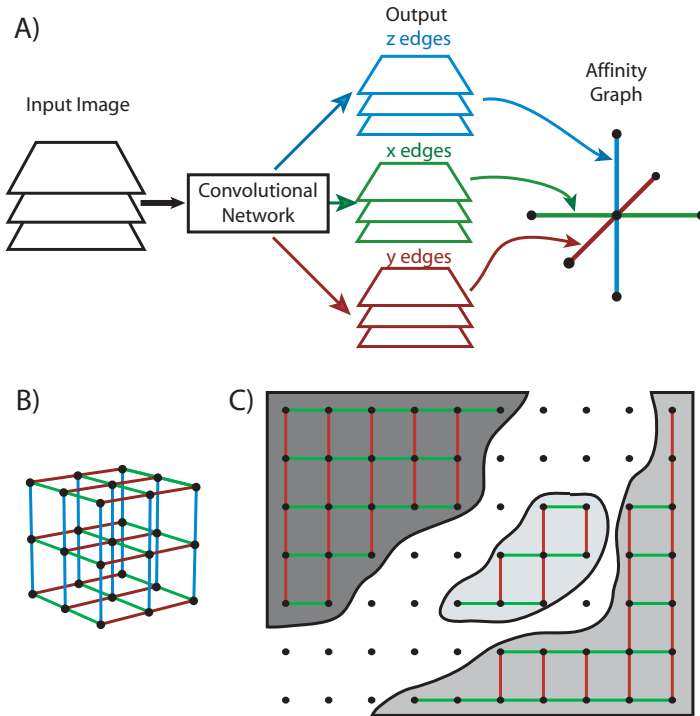 A)
Output
z edges
Affinity
Graph
Input Image
x edges
Convolutional
Network
y edges
B)
C)